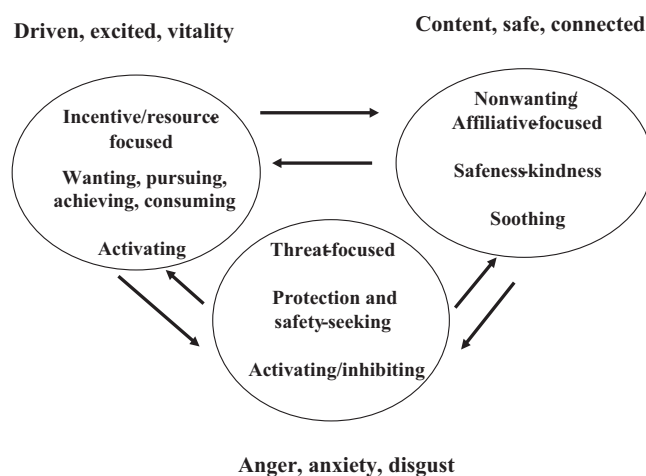 Driven, excited, vitality
Content, safe, connected
Incentive/resource-
focused
Wanting, pursuing,
achieving, consuming
Activating
Nonwanting/
Affiliative-focused
Safeness-kindness
Soothing
Threat-focused
Protection and
safety-seeking
Activating/inhibiting
Anger, anxiety, disgust